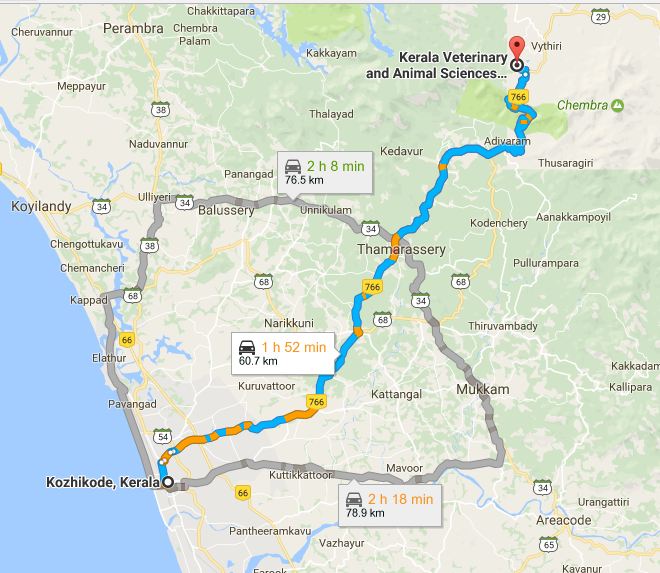 29
Chakkittapara
Cheruvannur
Perambra
Chembra
Palam
Kakkayam
Kerala Veterinary
and Animal Sciences...
Vythiri
Meppayur
38
766
Chembra
Thalayad
Adivaram
Naduvannur
Kedavur
Thusaragiri
2 h 8 min
76.5 km
Panangad
Ulliyeri
34
Balussery
Unnikulam
Koyilandy
34
34
Kodenchery
Aanakkampoyil
Chengottukavu
38
Thamarassery
Pullurampara
Chemancheri
68
68
766
68
Kappad
34
68
Narikkuni
Thiruvambady
66
1 h 52 min
60.7 km
Elathur
Kakkadam
Kuruvattoor
Kallipara
Kattangal
Mukkam
Pavangad
766
54
Kozhikode, Kerala
Kuttikkattoor
Mavoor
34
66
2 h 18 min
78.9 km
Urangattiri
Areacode
Pantheeramkavu
Vazhayur
65
Farook
Kavanur